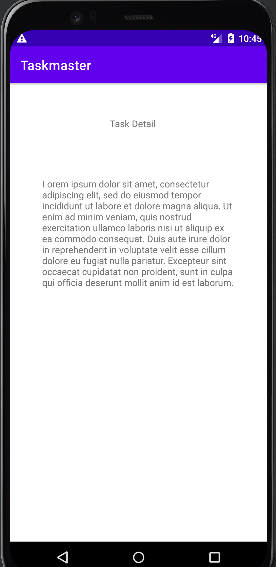 10:45
Taskmaster
Task Detail
Lorem ipsum dolor sit amet, consectetur
adipiscing elit, sed do eiusmod tempor
incididunt ut labore et dolore magna aliqua. Ut
enim ad minim veniam, quis nostrud
exercitation ullamco laboris nisi ut aliquip ex
ea commodo consequat. Duis aute irure dolor
in reprehenderit in voluptate velit esse cillum
dolore eu fugiat nulla pariatur. Excepteur sint
occaecat cupidatat non proident, sunt in culpa
qui officia deserunt mollit anim id est laborum.